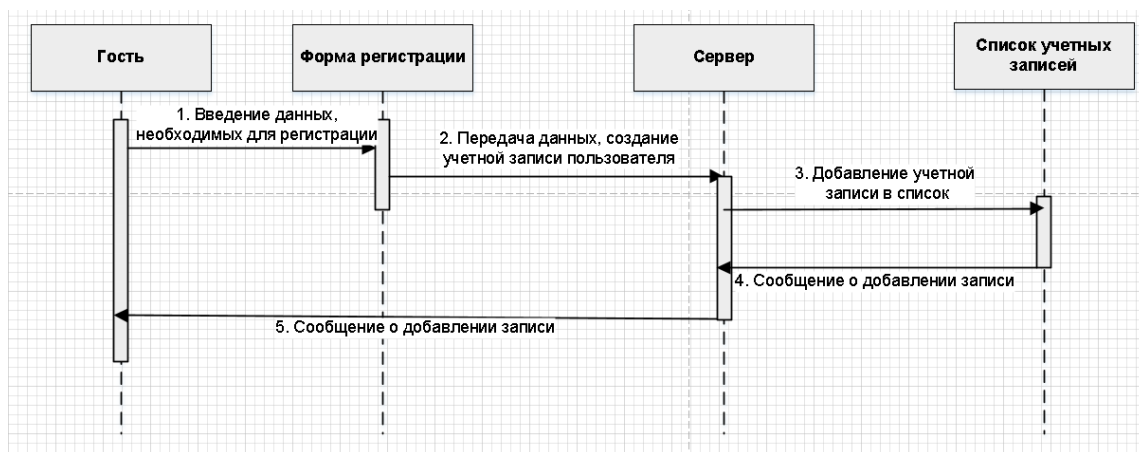 Гость
Форма регистрации
Сервер
Список учетных
записей
1. Введение данных,
необходимых для регистрации
2. Передача данных, создание
учетной записи пользователя
3. Добавление учетной
записи в список
4. Сообщение о добавлении записи
5. Сообщение о добавлении записи